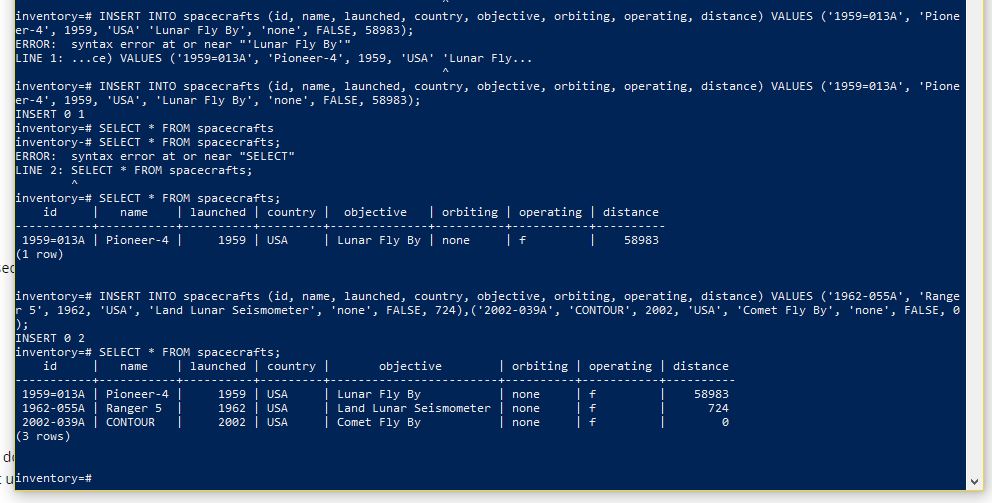 ^
inventory=# INSERT INTO spacecrafts (id, name, launched, country, objective, orbiting, operating, distance) VALUES ('1959=013A', 'Pione
er-4', 1959, 'USA' 'Lunar Fly By', 'none', FALSE, 58983);
ERROR:  syntax error at or near "'Lunar Fly By'"
LINE 1: ...ce) VALUES ('1959=013A', 'Pioneer-4', 1959, 'USA' 'Lunar Fly...
^
inventory=# INSERT INTO spacecrafts (id, name, launched, country, objective, orbiting, operating, distance) VALUES ('1959=013A', 'Pione
er-4', 1959, 'USA', 'Lunar Fly By', 'none', FALSE, 58983);
INSERT 0 1
inventory=# SELECT * FROM spacecrafts
inventory-# SELECT * FROM spacecrafts;
ERROR:  syntax error at or near "SELECT"
LINE 2: SELECT * FROM spacecrafts;
^
inventory=# SELECT * FROM spacecrafts;
    id     |   name    | launched | country |  objective   | orbiting | operating | distance
-----------+-----------+----------+---------+--------------+----------+-----------+----------
 1959=013A | Pioneer-4 |     1959 | USA     | Lunar Fly By | none     | f         |    58983
(1 row)
sec
inventory=# INSERT INTO spacecrafts (id, name, launched, country, objective, orbiting, operating, distance) VALUES ('1962-055A', 'Range
r 5', 1962, 'USA', 'Land Lunar Seismometer', 'none', FALSE, 724),('2002-039A', 'CONTOUR', 2002, 'USA', 'Comet Fly By', 'none', FALSE, 0
);
INSERT 0 2
inventory=# SELECT * FROM spacecrafts;
    id     |   name    | launched | country |       objective        | orbiting | operating | distance
-----------+-----------+----------+---------+------------------------+----------+-----------+----------
 1959=013A | Pioneer-4 |     1959 | USA     | Lunar Fly By           | none     | f         |    58983
 1962-055A | Ranger 5  |     1962 | USA     | Land Lunar Seismometer | none     | f         |      724
 2002-039A | CONTOUR   |     2002 | USA     | Comet Fly By           | none     | f         |        0
(3 rows)
inventory=#